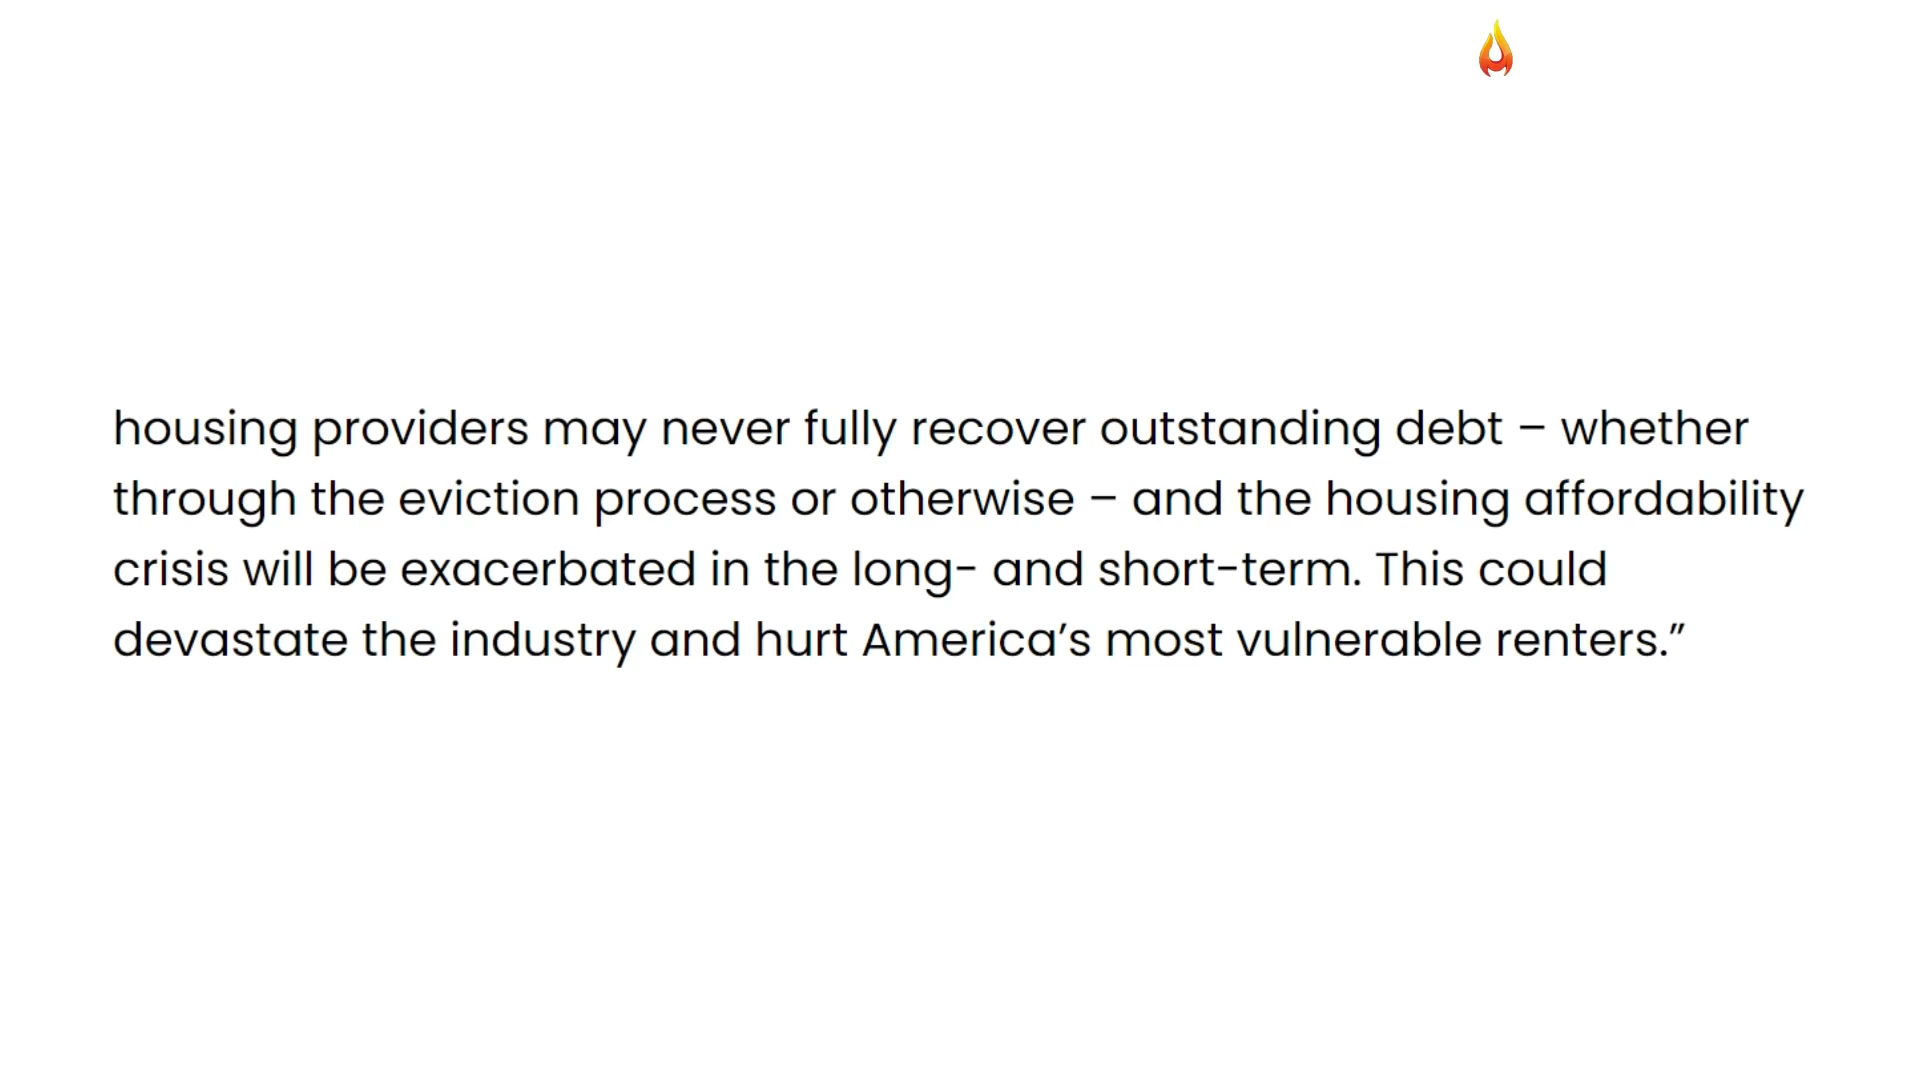 housing providers may never fully recover outstanding debt – whether
through the eviction process or otherwise – and the housing affordability
crisis will be exacerbated in the long- and short-term. This could
devastate the industry and hurt America’s most vulnerable renters.”